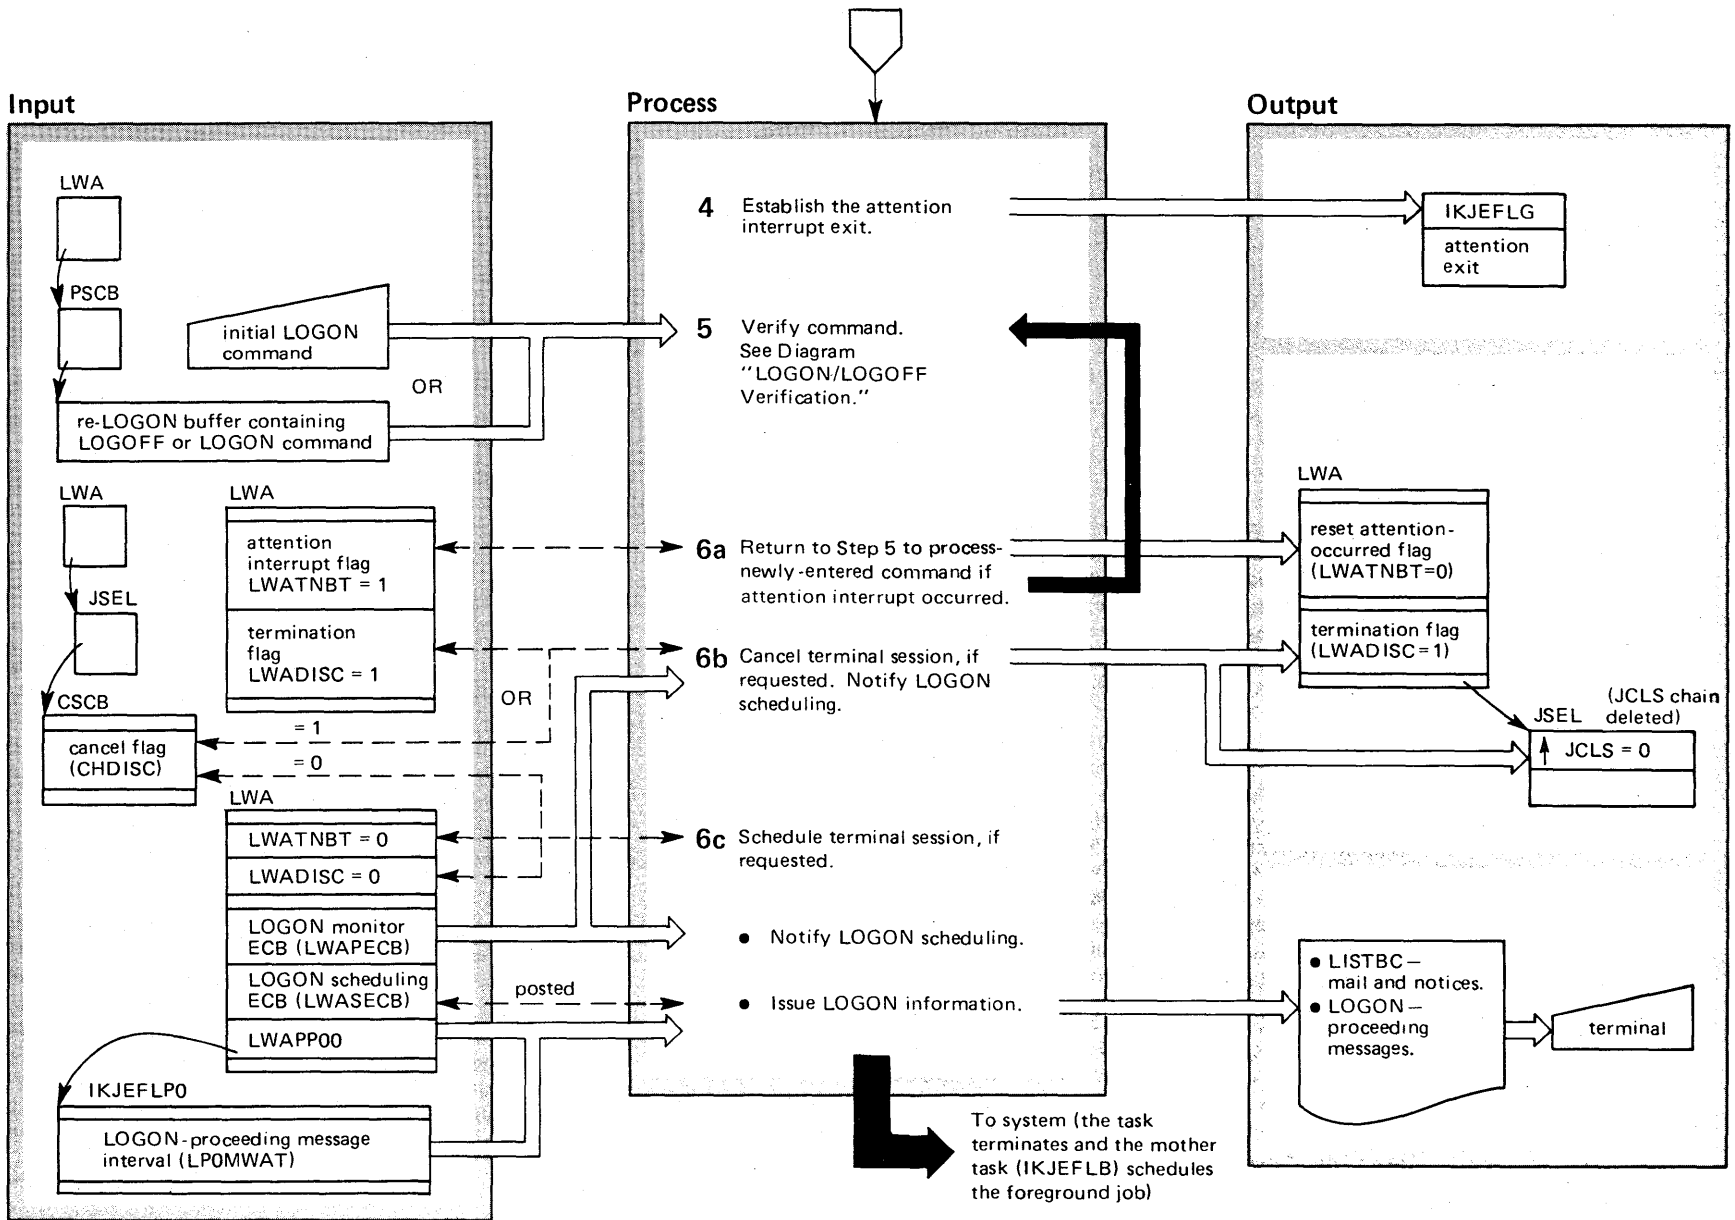 Input
Process
Output
LWA
PSCB
initial LOGON
command
OR
re-LOGON buffer containing
LOGOFF or LOGON command
LWA
JSEL
CSCB
cancel flag
(CHDISC)
LWA
attention
interrupt flag
LWATNBT = 1
termination
flag
LWADISC = 1
OR
= 1
= 0
LWA
LWATNBT = 0
LWADISC = 0
LOGON monitor
ECB (LWAPECB)
LOGON scheduling
ECB (LWASECB)
posted
LWAPP00
IKJEFLP0
LOGON-proceeding message
interval (LP0MWAT)
4 Establish the attention
interrupt exit.
5 Verify command.
See Diagram
"LOGON/LOGOFF
Verification."
6a Return to Step 5 to process-
newly-entered command if
attention interrupt occurred.
6b Cancel terminal session, if
requested. Notify LOGON
scheduling.
6c Schedule terminal session, if
requested.
• Notify LOGON scheduling.
• Issue LOGON information.
To system (the task
terminates and the mother
task (IKJEFLB) schedules
the foreground job)
IKJEFLG
attention
exit
LWA
reset attention-
occurred flag
(LWATNBT=0)
termination flag
(LWADISC=1)
JSEL
(JCLS chain
deleted)
JCLS = 0
• LISTBC—
mail and notices.
• LOGON—
proceeding
messages.
terminal